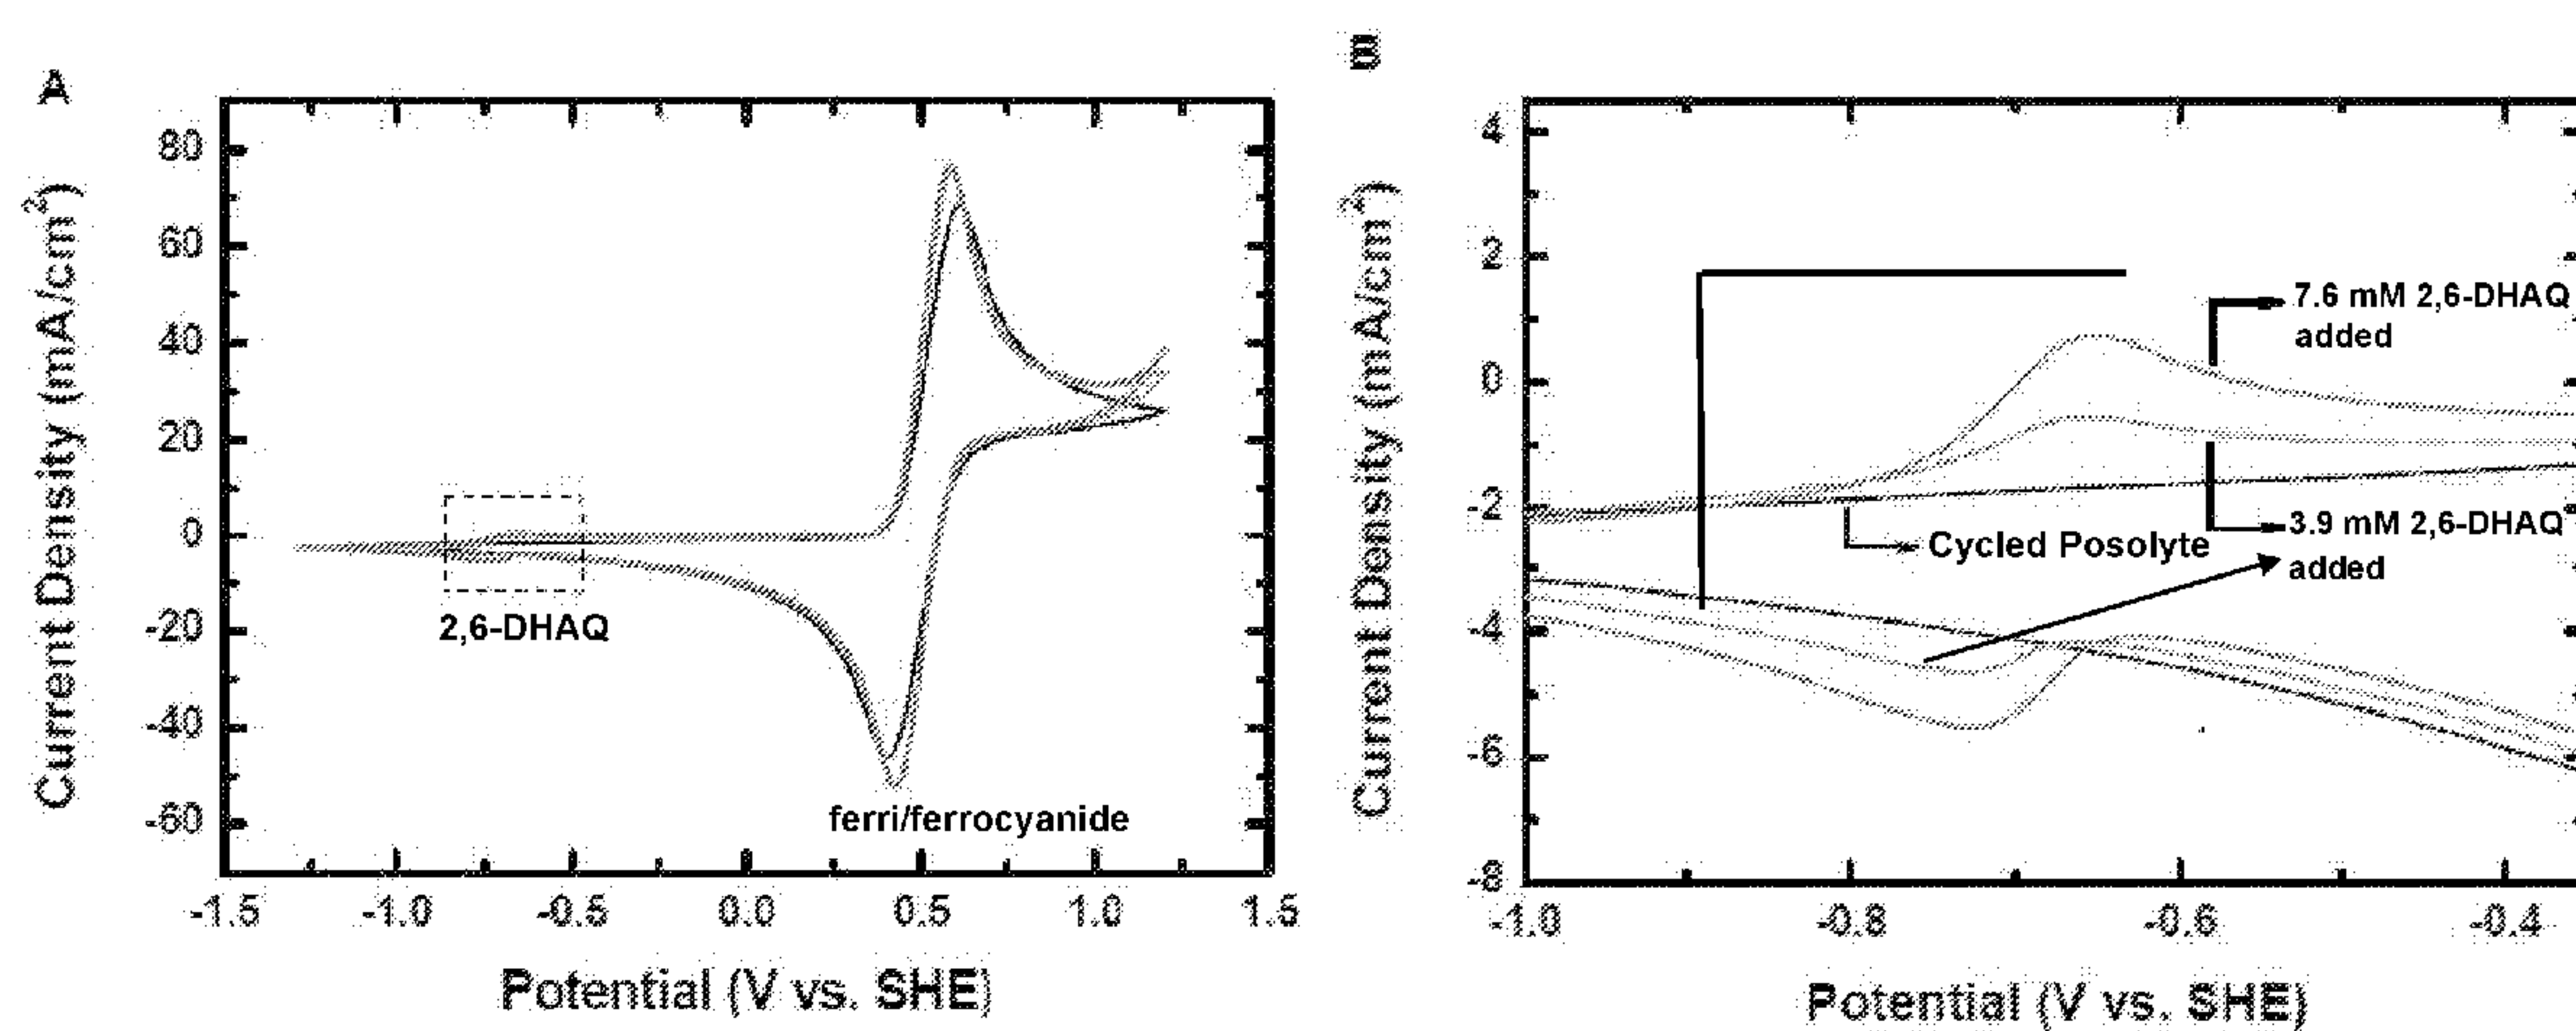 A
Current Density (mA/cm²)
80
60
40
20
0
-20
-40
-60
2,6-DHAQ
ferri/ferrocyanide
-1.5 -1.0 -0.5 0.0 0.5 1.0 1.5
Potential (V vs. SHE)
B
Current Density (mA/cm²)
4
2
0
-2
-4
-6
-8
7.6 mM 2,6-DHAQ
added
3.9 mM 2,6-DHAQ
added
Cycled Posolyte
-1.0 -0.8 -0.6 -0.4
Potential (V vs. SHE)